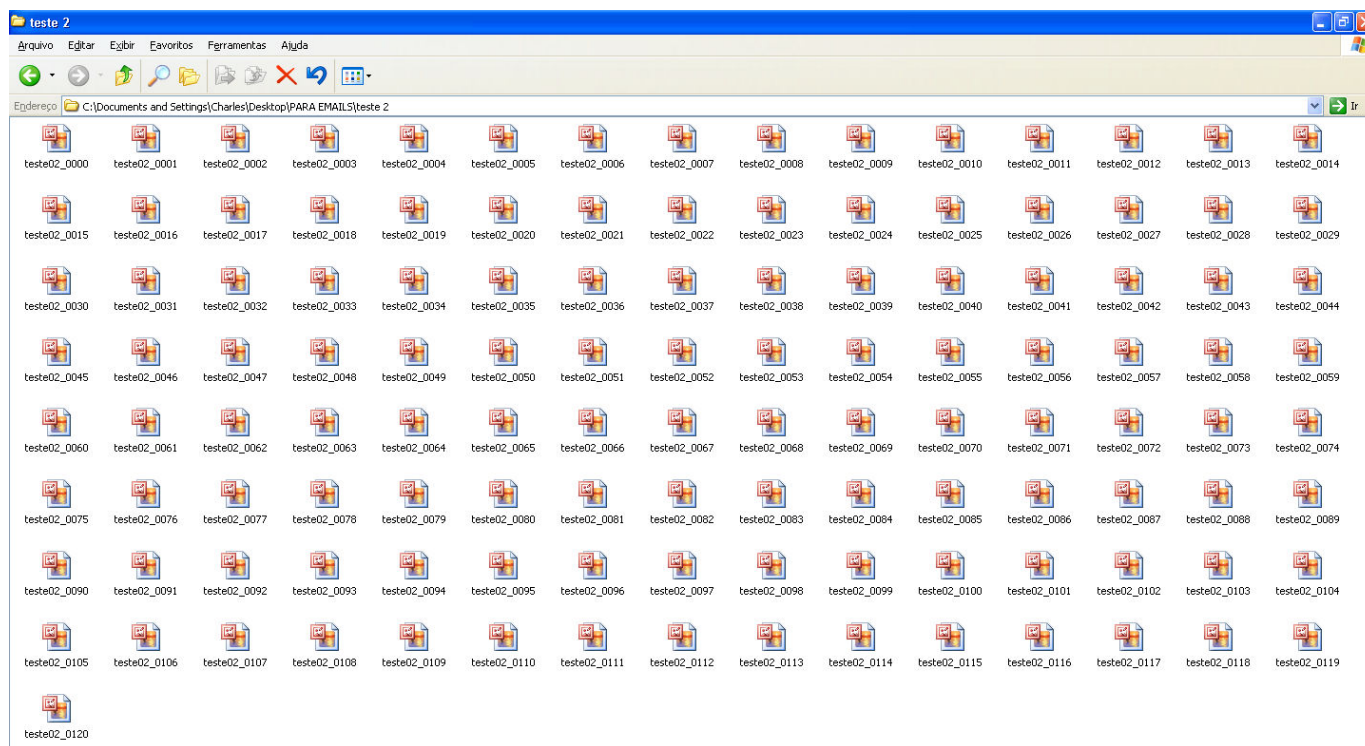 teste 2
Arquivo Editar Exibir Favoritos Ferramentas Ajuda
Endereço C:\Documents and Settings\Charles\Desktop\PARA EMAILS\teste 2 Ir
teste02_0000 teste02_0001 teste02_0002 teste02_0003 teste02_0004 teste02_0005 teste02_0006 teste02_0007 teste02_0008 teste02_0009 teste02_0010 teste02_0011 teste02_0012 teste02_0013 teste02_0014
teste02_0015 teste02_0016 teste02_0017 teste02_0018 teste02_0019 teste02_0020 teste02_0021 teste02_0022 teste02_0023 teste02_0024 teste02_0025 teste02_0026 teste02_0027 teste02_0028 teste02_0029
teste02_0030 teste02_0031 teste02_0032 teste02_0033 teste02_0034 teste02_0035 teste02_0036 teste02_0037 teste02_0038 teste02_0039 teste02_0040 teste02_0041 teste02_0042 teste02_0043 teste02_0044
teste02_0045 teste02_0046 teste02_0047 teste02_0048 teste02_0049 teste02_0050 teste02_0051 teste02_0052 teste02_0053 teste02_0054 teste02_0055 teste02_0056 teste02_0057 teste02_0058 teste02_0059
teste02_0060 teste02_0061 teste02_0062 teste02_0063 teste02_0064 teste02_0065 teste02_0066 teste02_0067 teste02_0068 teste02_0069 teste02_0070 teste02_0071 teste02_0072 teste02_0073 teste02_0074
teste02_0075 teste02_0076 teste02_0077 teste02_0078 teste02_0079 teste02_0080 teste02_0081 teste02_0082 teste02_0083 teste02_0084 teste02_0085 teste02_0086 teste02_0087 teste02_0088 teste02_0089
teste02_0090 teste02_0091 teste02_0092 teste02_0093 teste02_0094 teste02_0095 teste02_0096 teste02_0097 teste02_0098 teste02_0099 teste02_0100 teste02_0101 teste02_0102 teste02_0103 teste02_0104
teste02_0105 teste02_0106 teste02_0107 teste02_0108 teste02_0109 teste02_0110 teste02_0111 teste02_0112 teste02_0113 teste02_0114 teste02_0115 teste02_0116 teste02_0117 teste02_0118 teste02_0119
teste02_0120